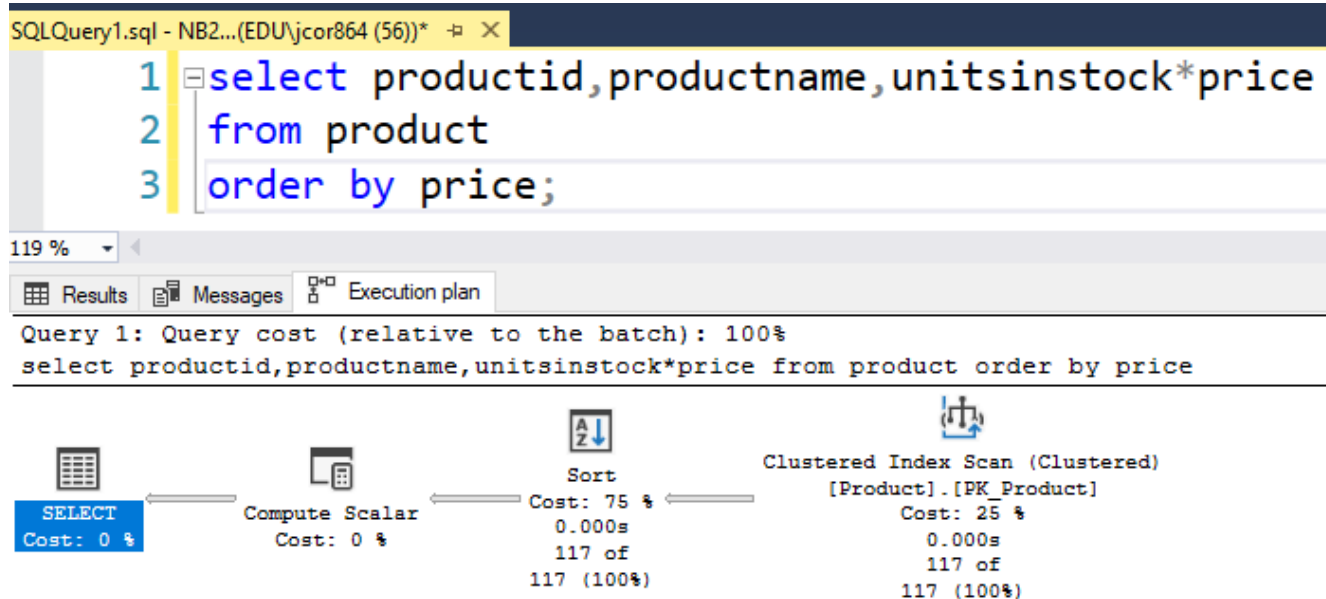 SQLQuery1.sql - NB2...(EDU\jcor864 (56))*
1 select productid,productname,unitsinstock*price
2 from product
3 order by price;
119 %
Results Messages Execution plan
Query 1: Query cost (relative to the batch): 100%
select productid,productname,unitsinstock*price from product order by price
SELECT
Cost: 0 %
Compute Scalar
Cost: 0 %
Sort
Cost: 75 %
0.000s
117 of
117 (100%)
Clustered Index Scan (Clustered)
[Product].[PK_Product]
Cost: 25 %
0.000s
117 of
117 (100%)